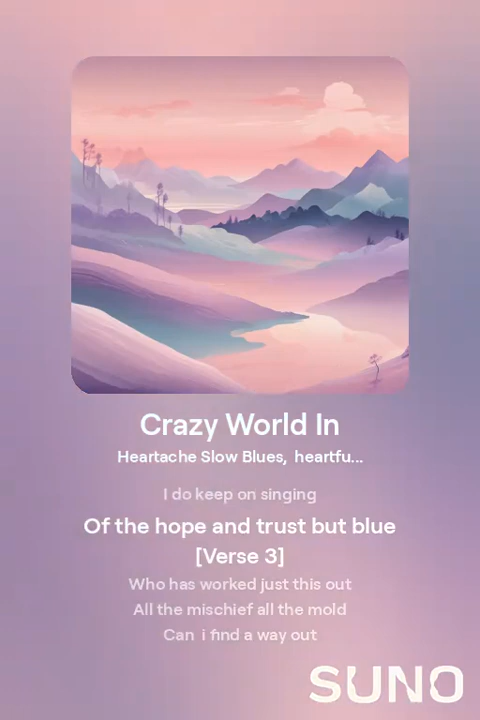 Crazy World In
Heartache Slow Blues,  heartfu...
I do keep on singing
Of the hope and trust but blue
[Verse 3]
Who has worked just this out
All the mischief all the mold
Can  i find a way out
SUNO